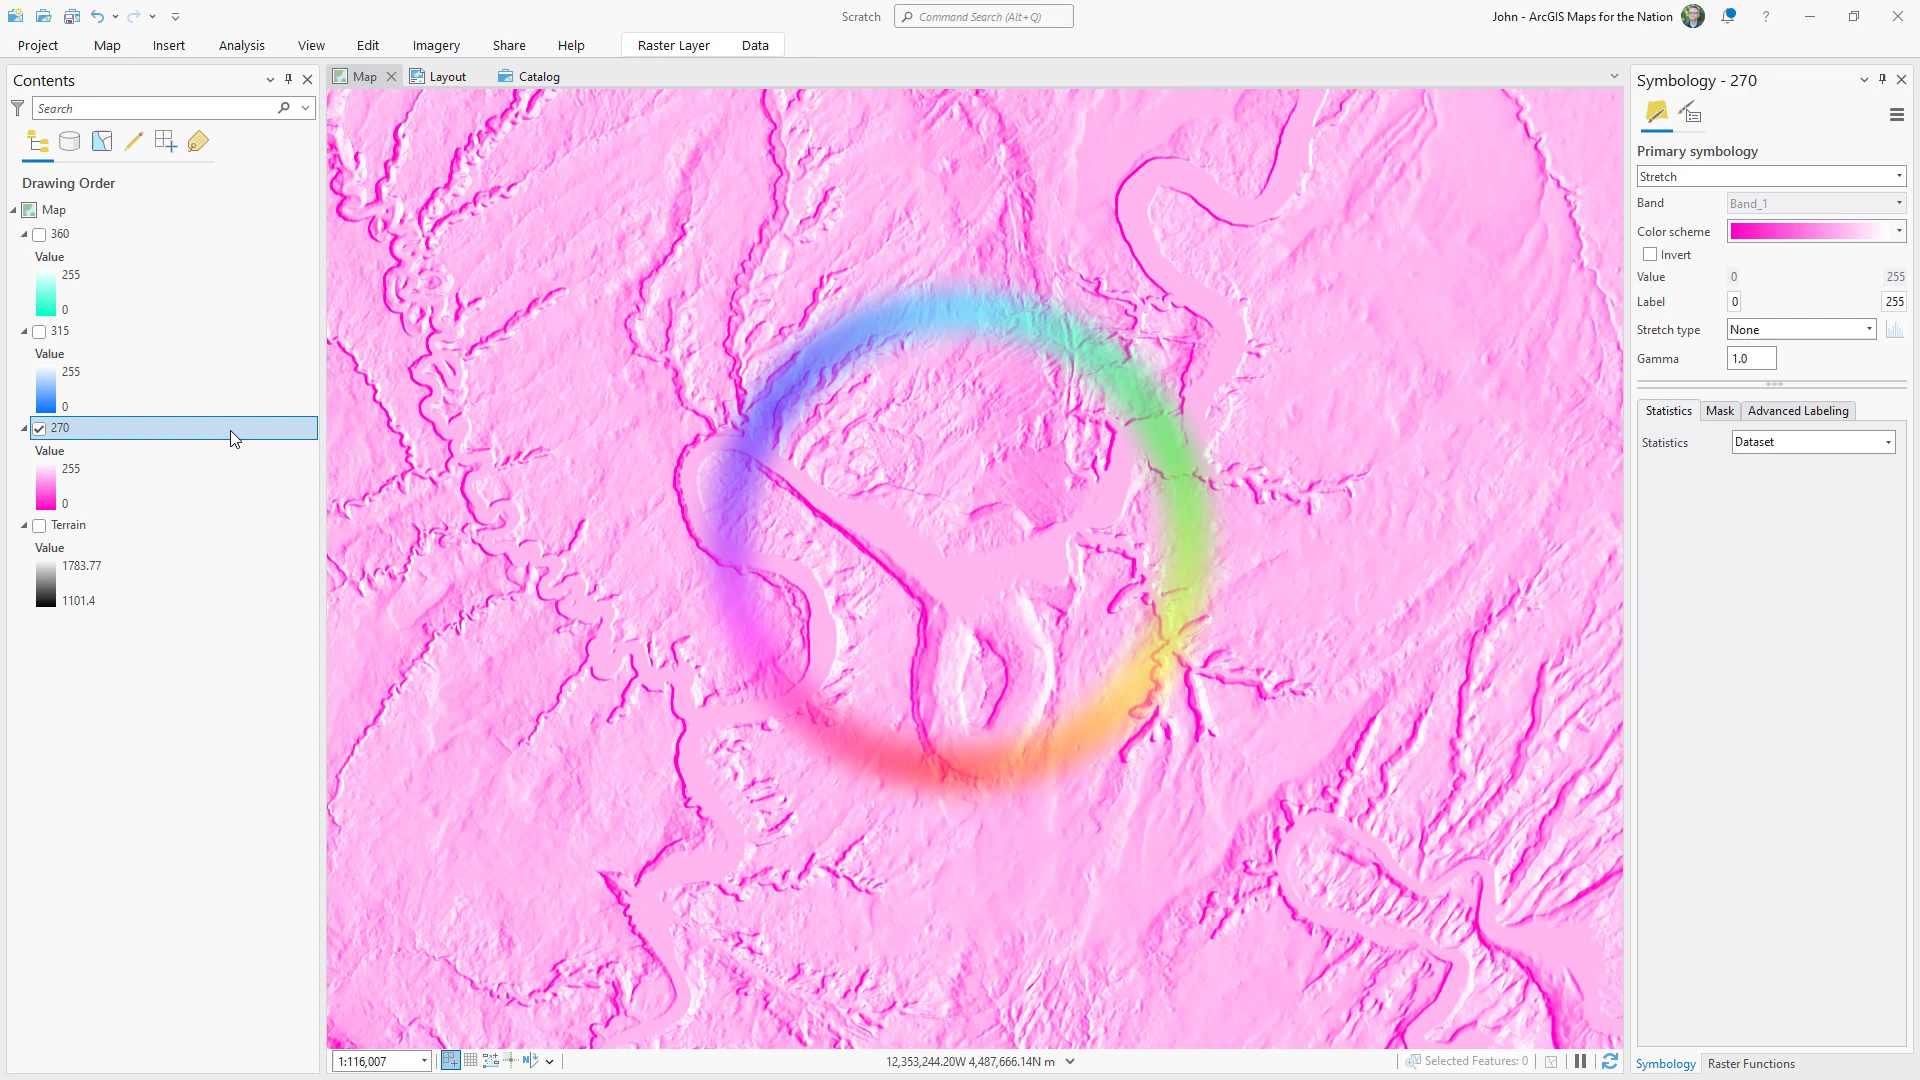 Scratch
Command Search (Alt+Q)
John - ArcGIS Maps for the Nation
?
Project Map Insert Analysis View Edit Imagery Share Help Raster Layer Data
Contents
Search
Drawing Order
Map
360
Value
255
0
315
Value
255
0
270
Value
255
0
Terrain
Value
1783.77
1101.4
Map Layout Catalog
1:116,007
12,353,244.20W 4,487,666.14N m
Selected Features: 0
Symbology - 270
Primary symbology
Stretch
Band Band_1
Color scheme
Invert
Value 0 255
Label 0 255
Stretch type None
Gamma 1.0
Statistics Mask Advanced Labeling
Statistics Dataset
Symbology Raster Functions